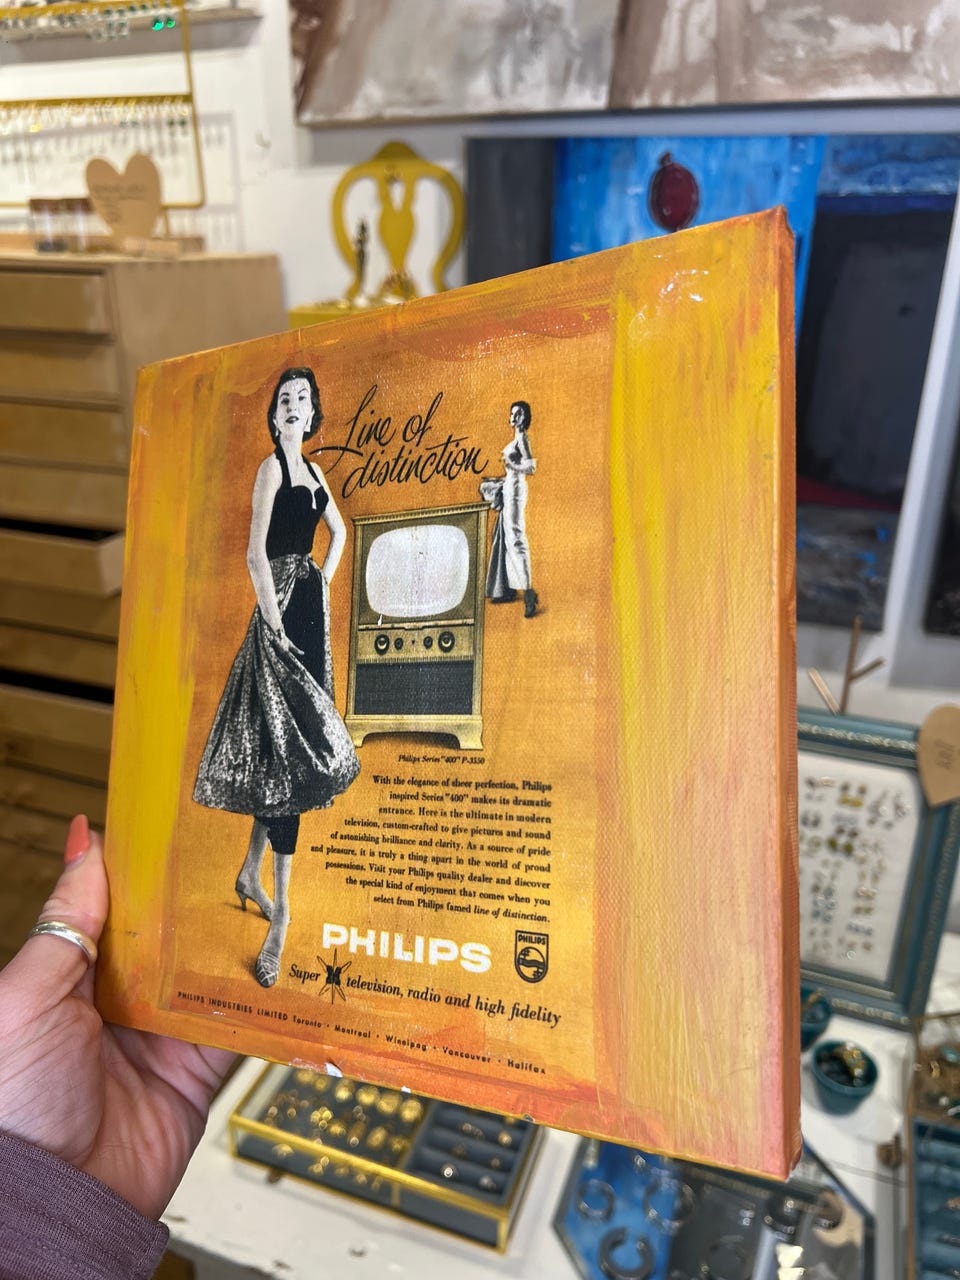 Line of
distinction
Philips Series "400" P-3550
With the elegance of sheer perfection, Philips
inspired Series "400" makes its dramatic
entrance. Here is the ultimate in modern
television, custom-crafted to give pictures and sound
of astonishing brilliance and clarity. As a source of pride
and pleasure, it is truly a thing apart in the world of proud
possessions. Visit your Philips quality dealer and discover
the special kind of enjoyment that comes when you
select from Philips famed line of distinction.
PHILIPS
PHILIPS
Super M television, radio and high fidelity
PHILIPS INDUSTRIES LIMITED Toronto • Montreal • Winnipeg • Vancouver • Halifax